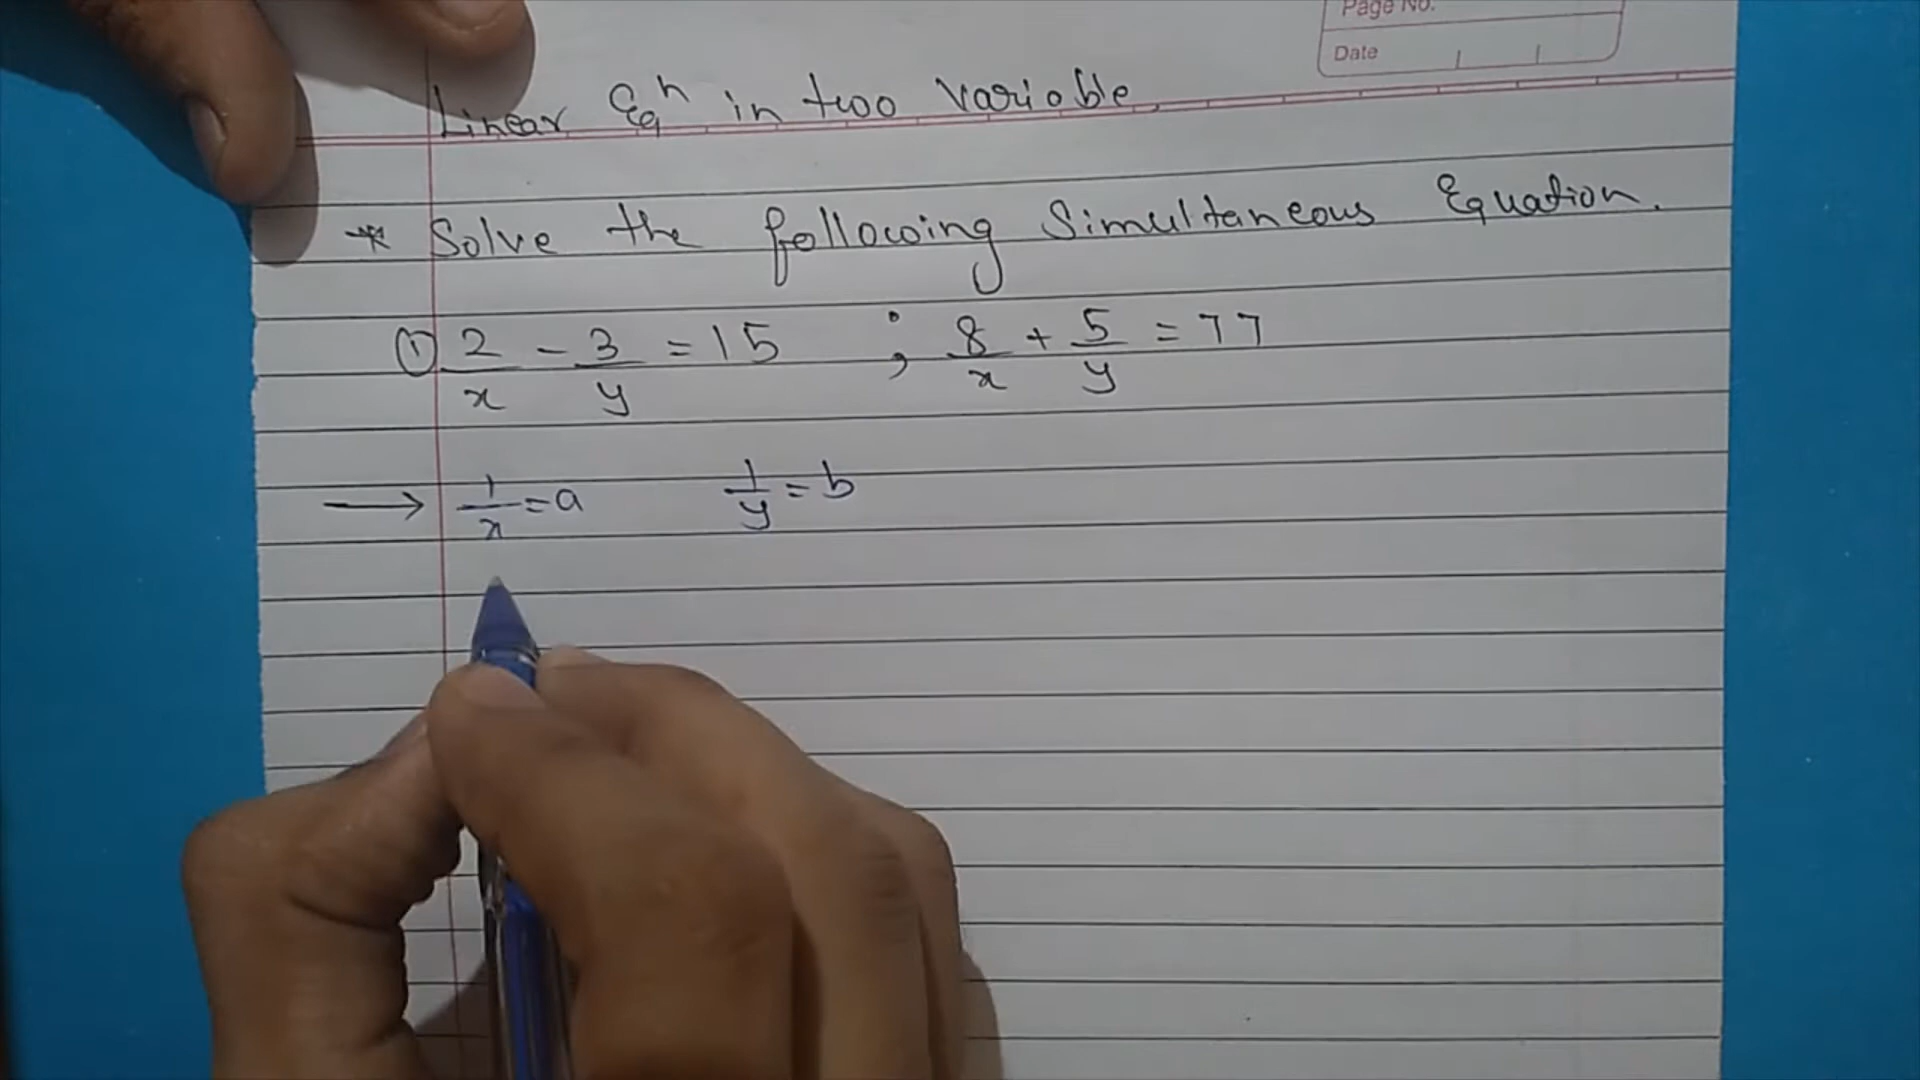 Page No.
Date
Linear Eqn in two variable.
* Solve the following Simultaneous Equation.
① 2/x - 3/y = 15 ; 8/x + 5/y = 77
→ 1/x = a 1/y = b